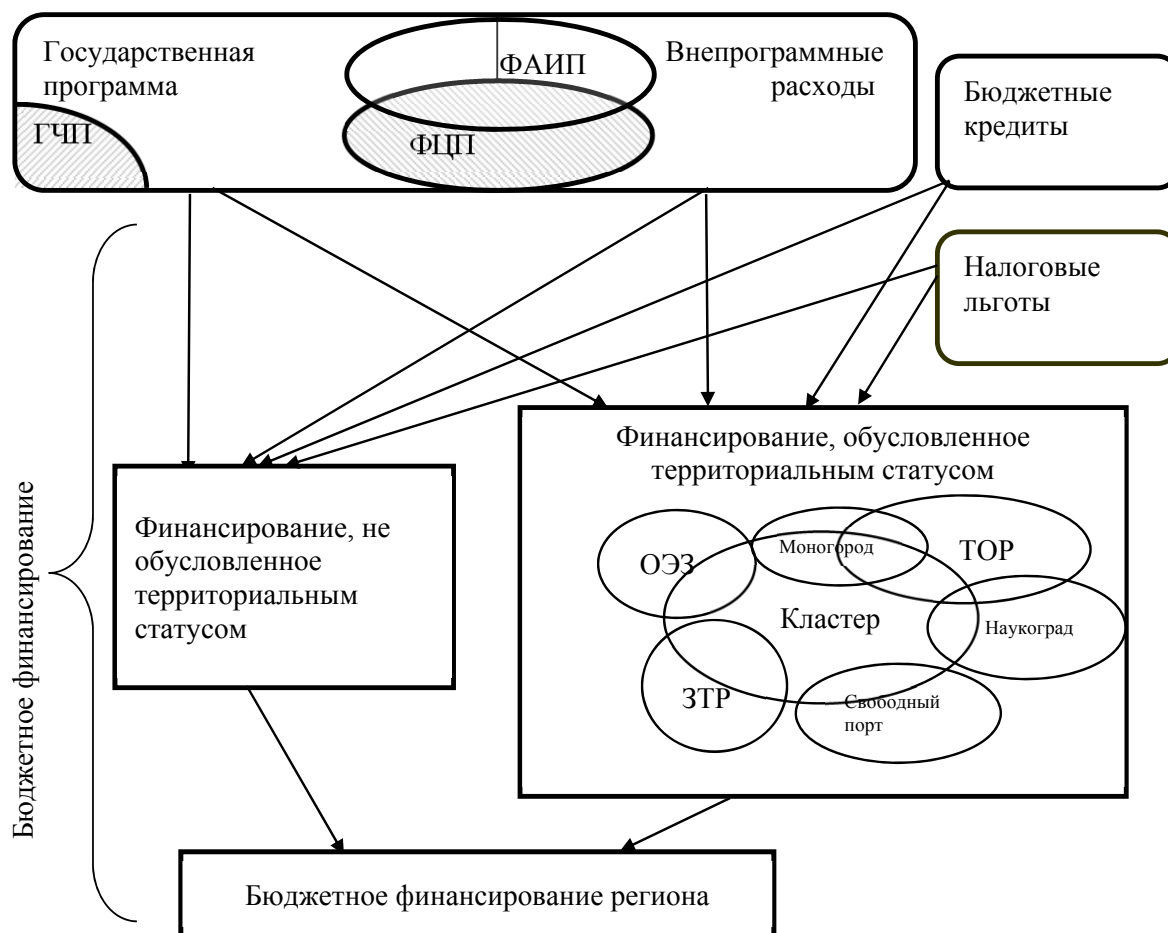 Государственная
программа
ФАИП
Внепрограммные
расходы
ГЧП
ФЦП
Бюджетные
кредиты
Налоговые
льготы
Бюджетное финансирование
Финансирование, не
обусловленное
территориальным
статусом
Финансирование, обусловленное
территориальным статусом
ОЭЗ
Моногород
ТОР
Кластер
Наукоград
ЗТР
Свободный
порт
Бюджетное финансирование региона